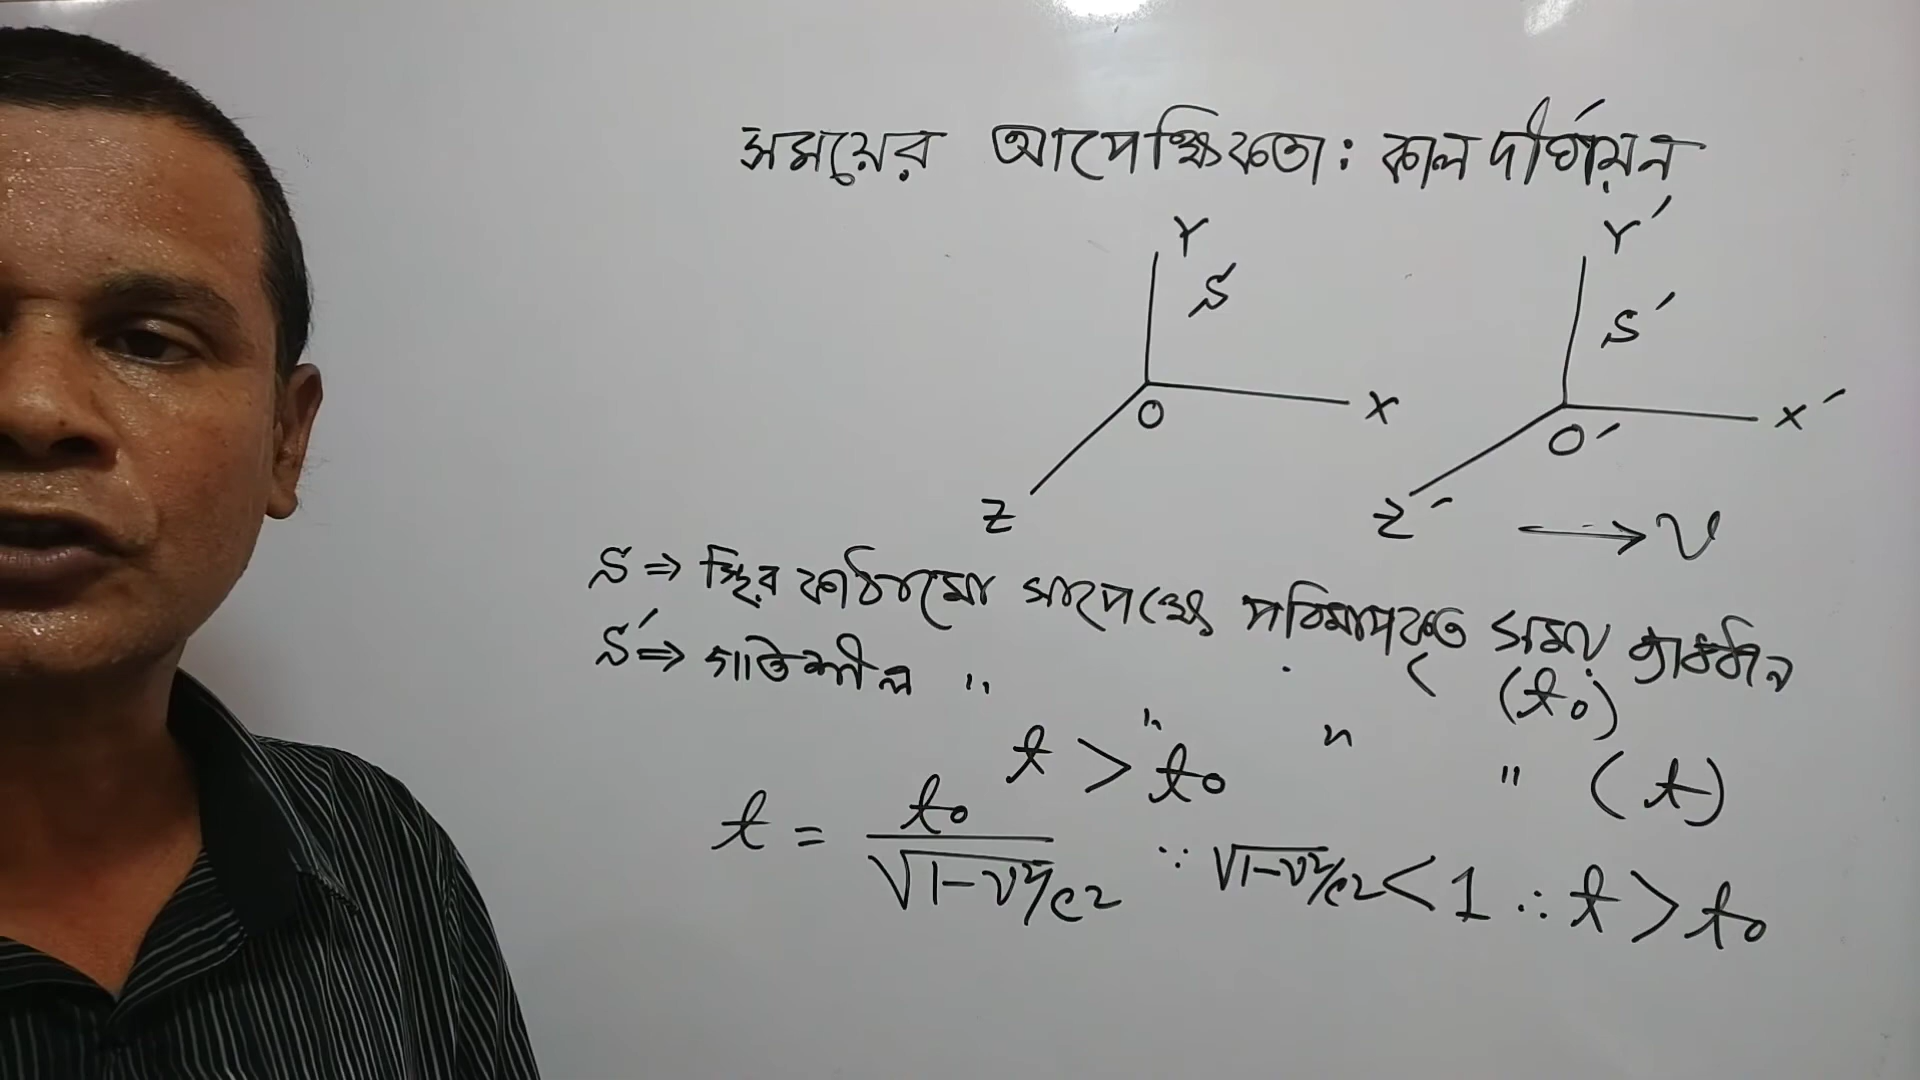 সময়ের আপেক্ষিকতা : কাল দীর্ঘায়ন
Y
S
O
X
Z
Y′
S′
O′
X′
Z′
→ v
S ⇒ স্থির কাঠামো সাপেক্ষে পরিমাপকৃত সময় ব্যবধান (t₀)
S′ ⇒ গতিশীল " " " " (t)
t > t₀
t = t₀/√1-v²/c² ∵ √1-v²/c² < 1 ∴ t > t₀